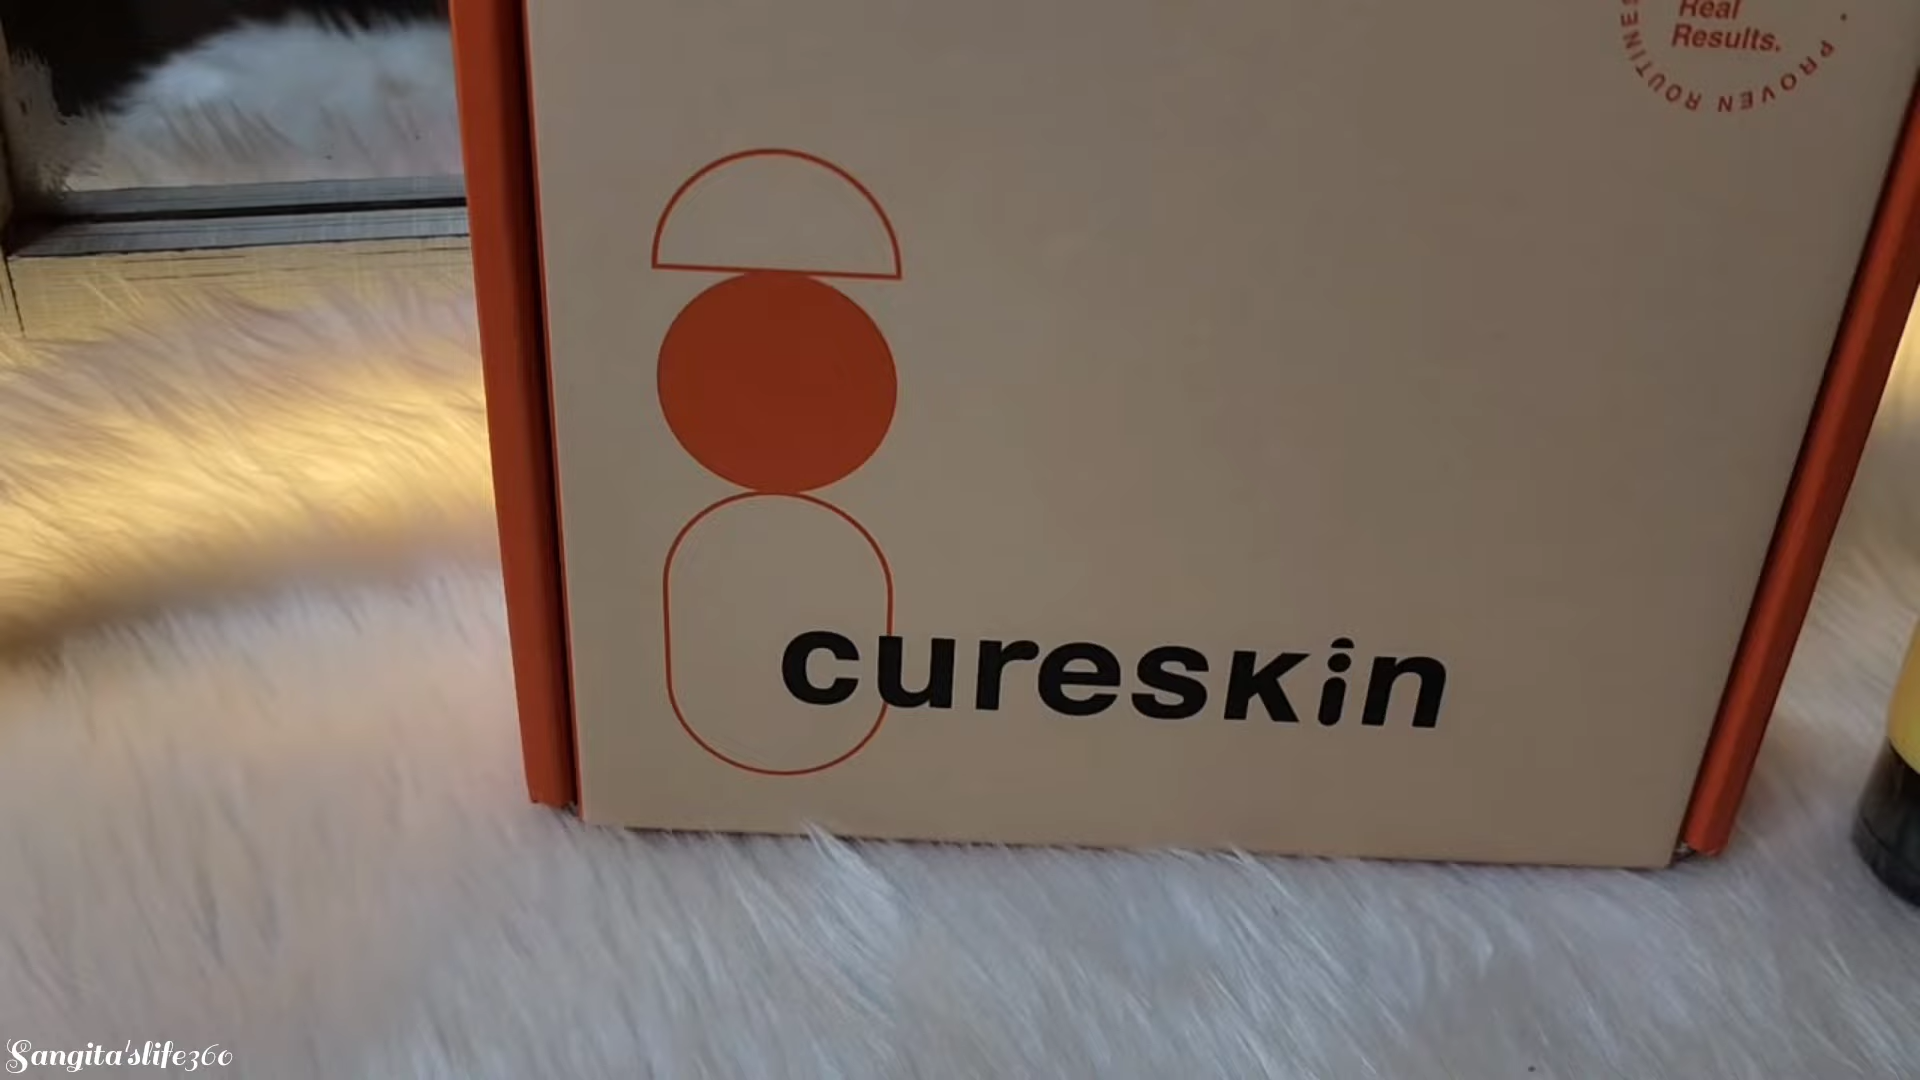 Real
Results.
PROVEN ROUTINES
cureskin
Sangita'slife360